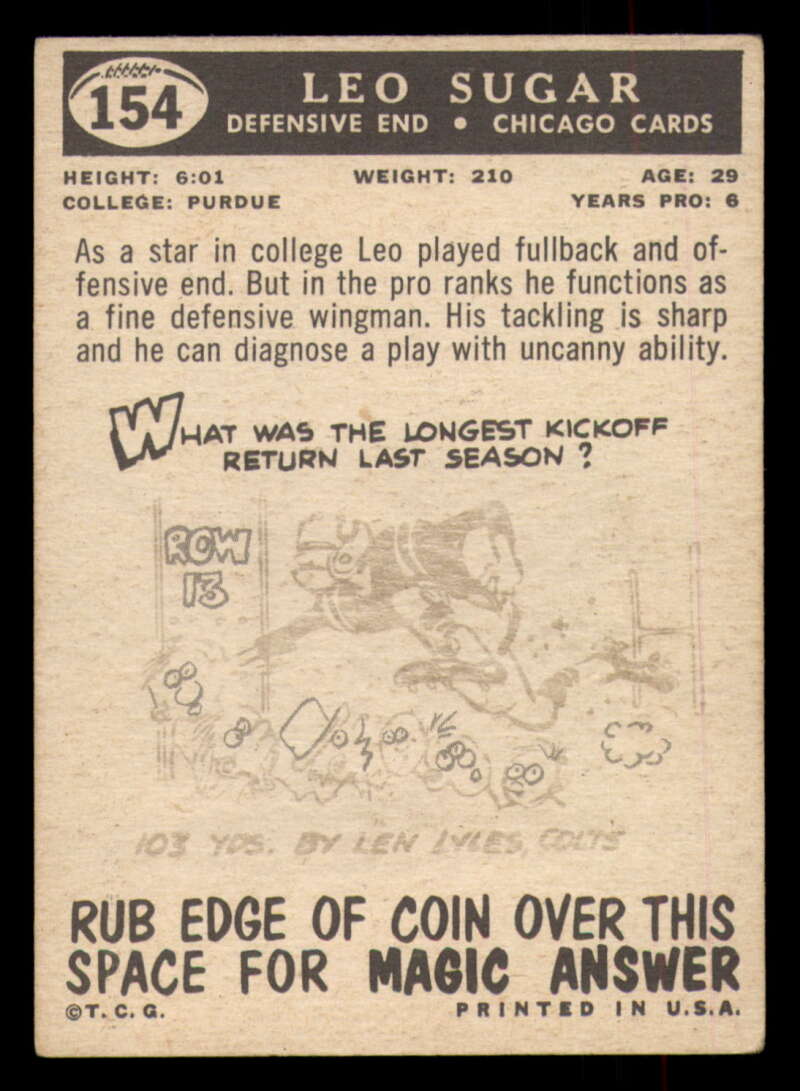 154
LEO SUGAR
DEFENSIVE END • CHICAGO CARDS
HEIGHT: 6:01 WEIGHT: 210 AGE: 29
COLLEGE: PURDUE YEARS PRO: 6
As a star in college Leo played fullback and of-
fensive end. But in the pro ranks he functions as
a fine defensive wingman. His tackling is sharp
and he can diagnose a play with uncanny ability.
WHAT WAS THE LONGEST KICKOFF
RETURN LAST SEASON?
ROW
13
103 YDS. BY LEN LYLES, COLTS
RUB EDGE OF COIN OVER THIS
SPACE FOR MAGIC ANSWER
©T.C.G. PRINTED IN U.S.A.